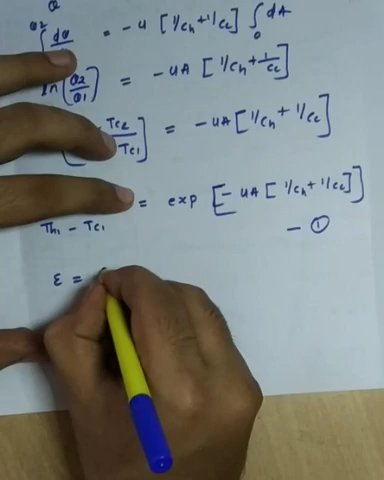 θ
∫ dθ = - U [ 1/Ch + 1/Cc ] ∫ dA
ln(θ2/θ1) = - UA [ 1/Ch + 1/Cc ]
Tc2 / Tc1 ] = - UA [ 1/Ch + 1/Cc ]
= exp [ - UA [ 1/Ch + 1/Cc ] ]
Th1 - Tc1 - ①
ε =